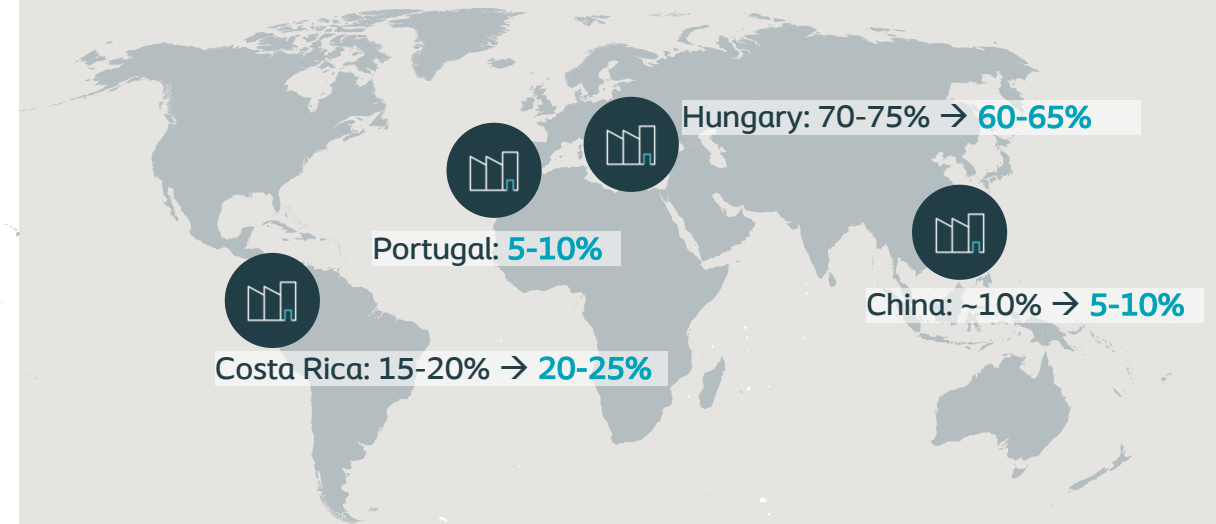 Hungary: 70-75% → 60-65%
Portugal: 5-10%
China: ~10% → 5-10%
Costa Rica: 15-20% → 20-25%